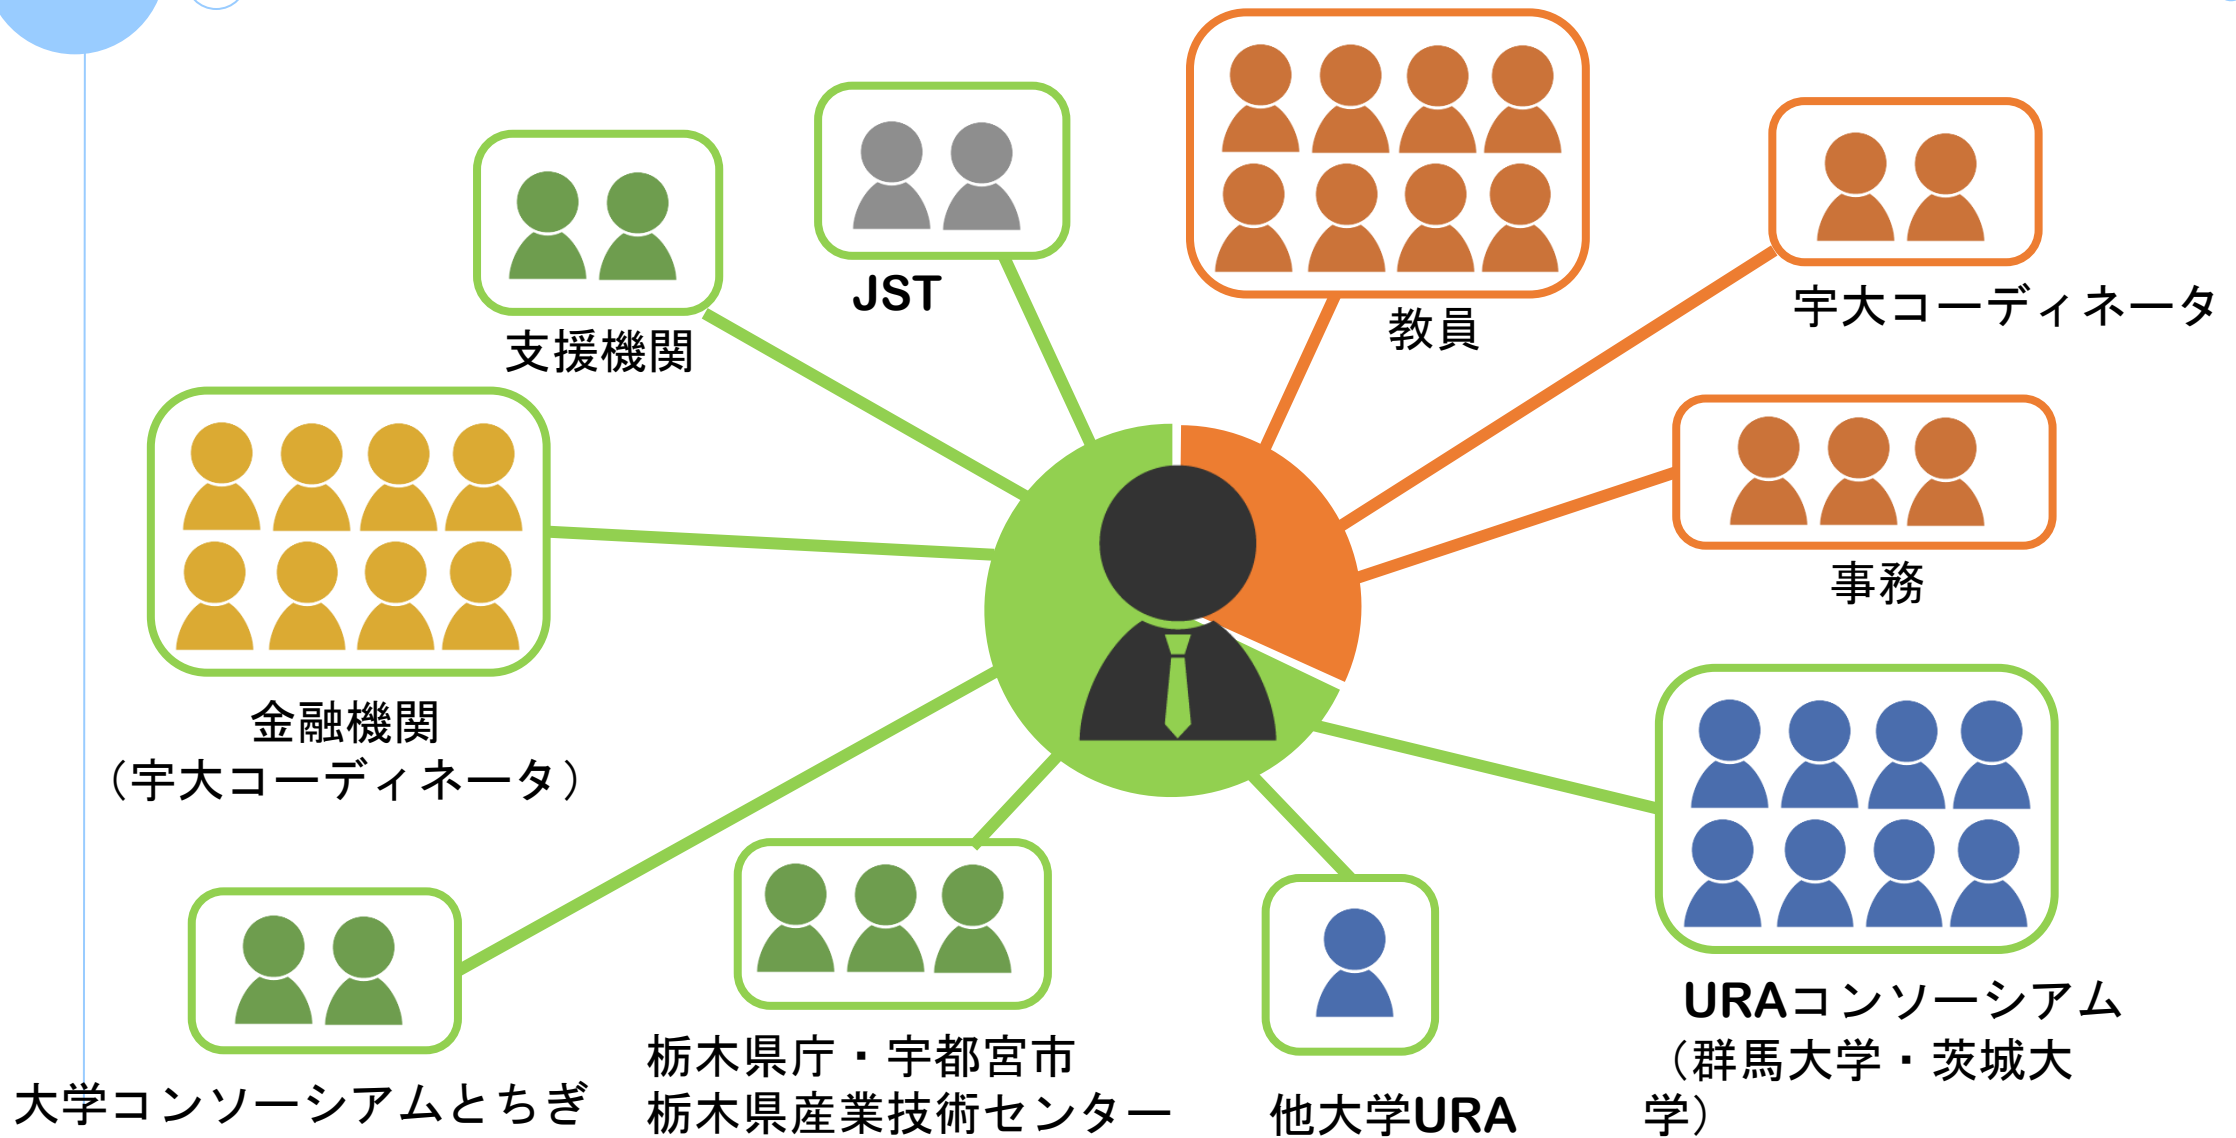 JST
教員
宇大コーディネータ
支援機関
事務
金融機関
（宇大コーディネータ）
URAコンソーシアム
（群馬大学・茨城大
学）
栃木県庁・宇都宮市
栃木県産業技術センター
大学コンソーシアムとちぎ
他大学URA